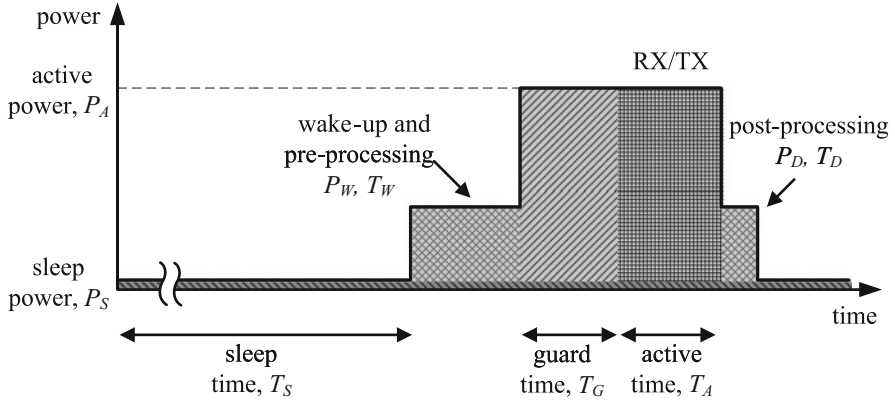 power
active
power, P_A
RX/TX
wake-up and
pre-processing
P_W, T_W
post-processing
P_D, T_D
sleep
power, P_S
time
sleep
time, T_S
guard
time, T_G
active
time, T_A